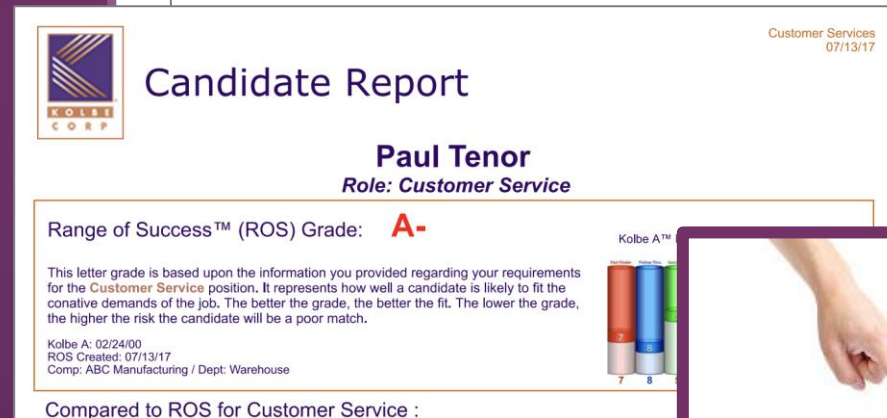 Customer Services
07/13/17
KOLBE
CORP
Candidate Report
Paul Tenor
Role: Customer Service
Range of Success™ (ROS) Grade: A-
Kolbe A™
This letter grade is based upon the information you provided regarding your requirements
for the Customer Service position. It represents how well a candidate is likely to fit the
conative demands of the job. The better the grade, the better the fit. The lower the grade,
the higher the risk the candidate will be a poor match.
Kolbe A: 02/24/00
ROS Created: 07/13/17
Comp: ABC Manufacturing / Dept: Warehouse
Fact Finder Follow Thru
7 8
7 8
Compared to ROS for Customer Service :